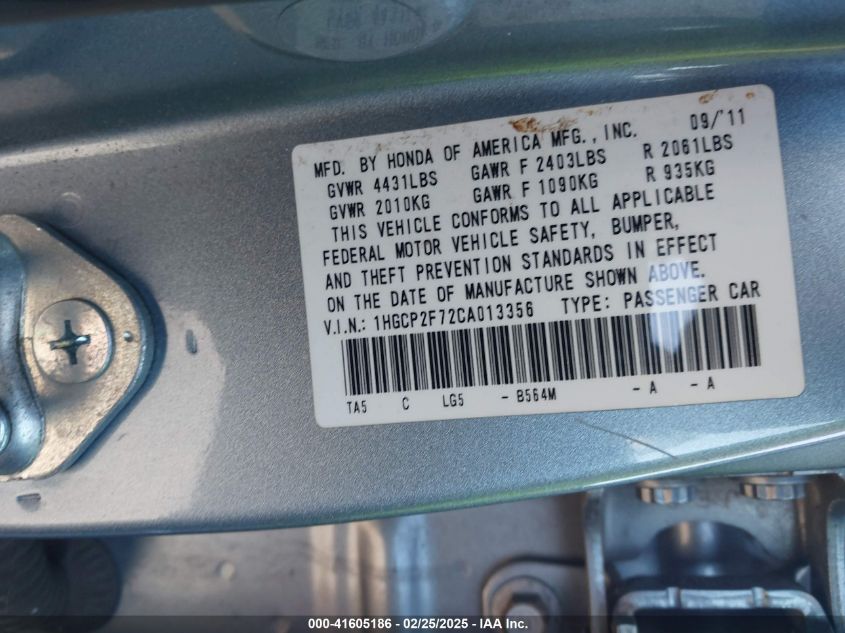 MFD. BY HONDA OF AMERICA MFG., INC. 09/'11
GVWR 4431LBS GAWR F 2403LBS R 2061LBS
GVWR 2010KG GAWR F 1090KG R 935KG
THIS VEHICLE CONFORMS TO ALL APPLICABLE
FEDERAL MOTOR VEHICLE SAFETY, BUMPER,
AND THEFT PREVENTION STANDARDS IN EFFECT
ON THE DATE OF MANUFACTURE SHOWN ABOVE.
V.I.N.: 1HGCP2F72CA013356 TYPE: PASSENGER CAR
TA5 C LG5 - B564M - A - A
000-41605186 - 02/25/2025 - IAA Inc.